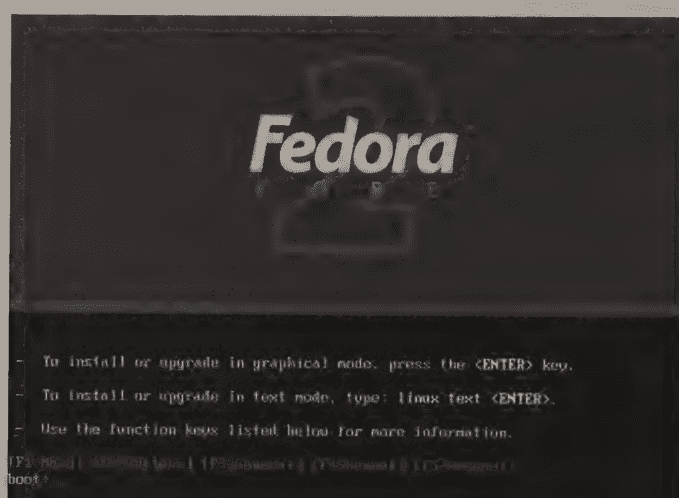 Fedora
2
- To install or upgrade in graphical mode, press the <ENTER> key.
- To install or upgrade in text mode, type: linux text <ENTER>.
- Use the function keys listed below for more information.
boot: